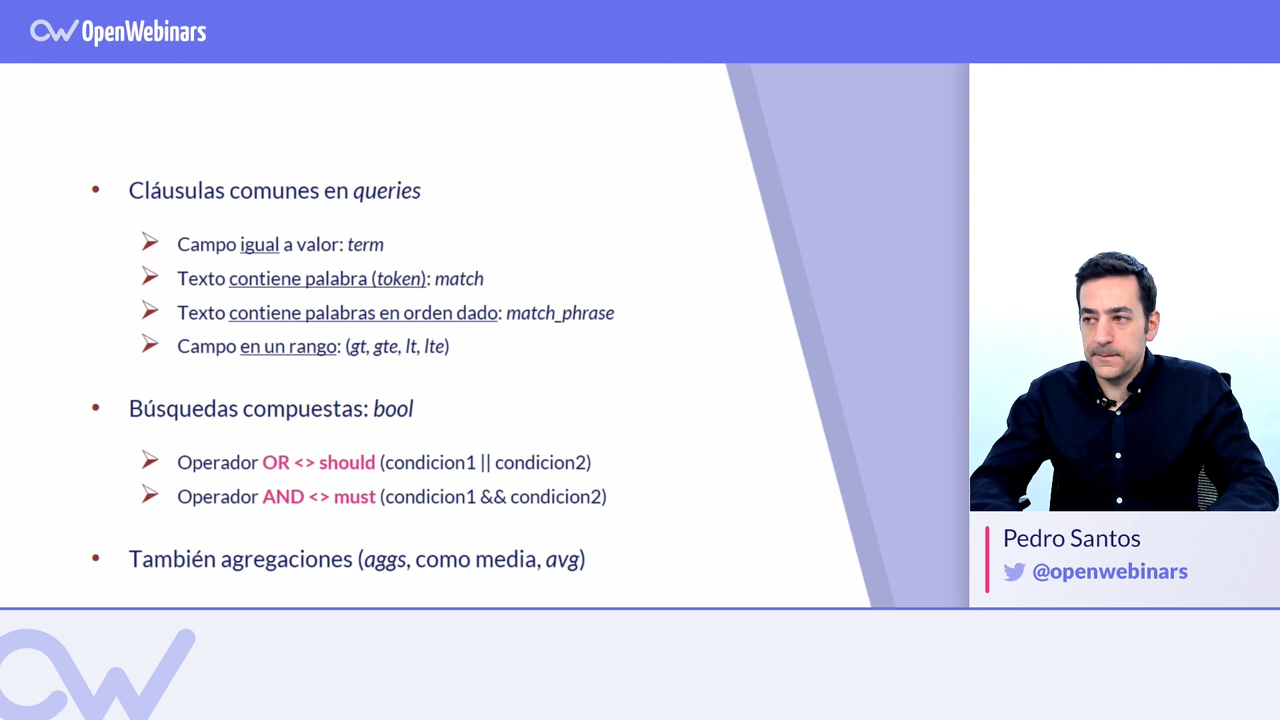 OpenWebinars
• Cláusulas comunes en queries
➢ Campo igual a valor: term
➢ Texto contiene palabra (token): match
➢ Texto contiene palabras en orden dado: match_phrase
➢ Campo en un rango: (gt, gte, lt, lte)
• Búsquedas compuestas: bool
➢ Operador OR <> should (condicion1 || condicion2)
➢ Operador AND <> must (condicion1 && condicion2)
• También agregaciones (aggs, como media, avg)
Pedro Santos
@openwebinars